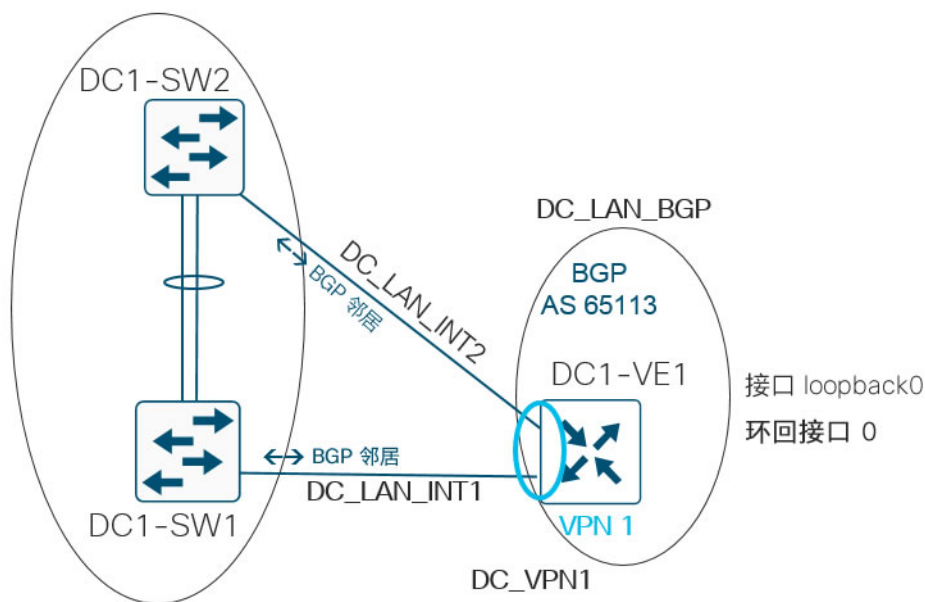 DC1-SW2
DC_LAN_BGP
BGP
AS 65113
DC_LAN_INT2
BGP 邻居
DC1-VE1
接口 loopback0
环回接口 0
BGP 邻居
DC_LAN_INT1
DC1-SW1
VPN 1
DC_VPN1